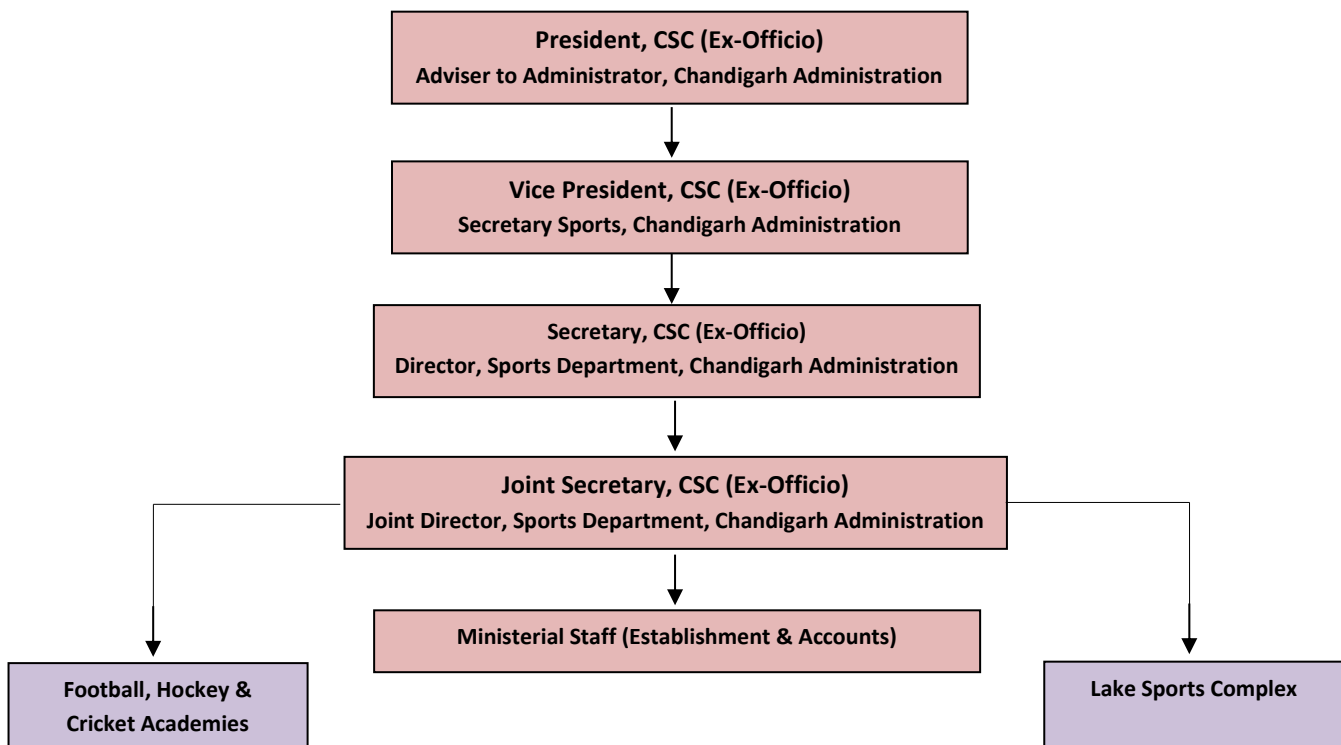 President, CSC (Ex-Officio)
Adviser to Administrator, Chandigarh Administration
Vice President, CSC (Ex-Officio)
Secretary Sports, Chandigarh Administration
Secretary, CSC (Ex-Officio)
Director, Sports Department, Chandigarh Administration
Joint Secretary, CSC (Ex-Officio)
Joint Director, Sports Department, Chandigarh Administration
Ministerial Staff (Establishment & Accounts)
Football, Hockey &
Cricket Academies
Lake Sports Complex